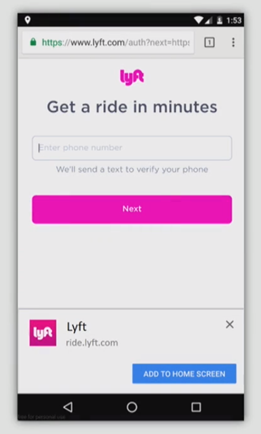 1:53
https://www.lyft.com/auth?next=https
1
lyft
Get a ride in minutes
Enter phone number
We'll send a text to verify your phone
Next
lyft
Lyft
ride.lyft.com
ADD TO HOME SCREEN